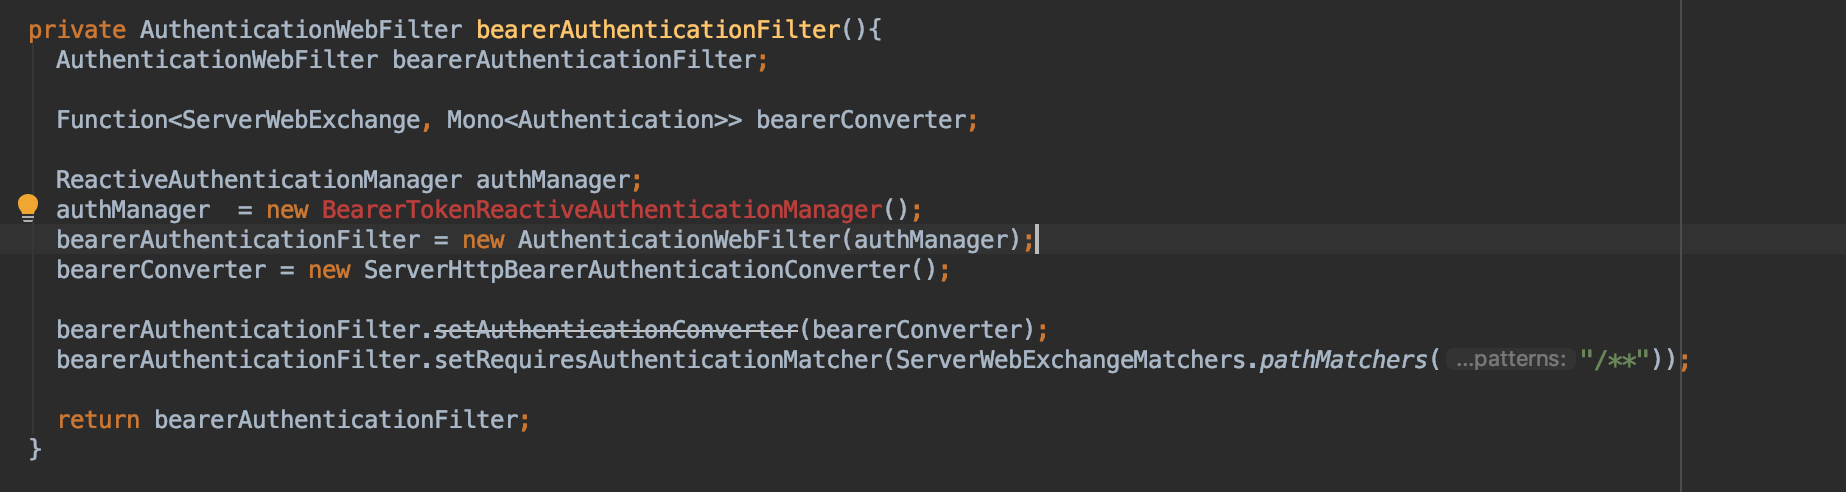 private AuthenticationWebFilter bearerAuthenticationFilter(){
AuthenticationWebFilter bearerAuthenticationFilter;
Function<ServerWebExchange, Mono<Authentication>> bearerConverter;
ReactiveAuthenticationManager authManager;
authManager  = new BearerTokenReactiveAuthenticationManager();
bearerAuthenticationFilter = new AuthenticationWebFilter(authManager);
bearerConverter = new ServerHttpBearerAuthenticationConverter();
bearerAuthenticationFilter.setAuthenticationConverter(bearerConverter);
bearerAuthenticationFilter.setRequiresAuthenticationMatcher(ServerWebExchangeMatchers.pathMatchers( ...patterns: "/**"));
return bearerAuthenticationFilter;
}